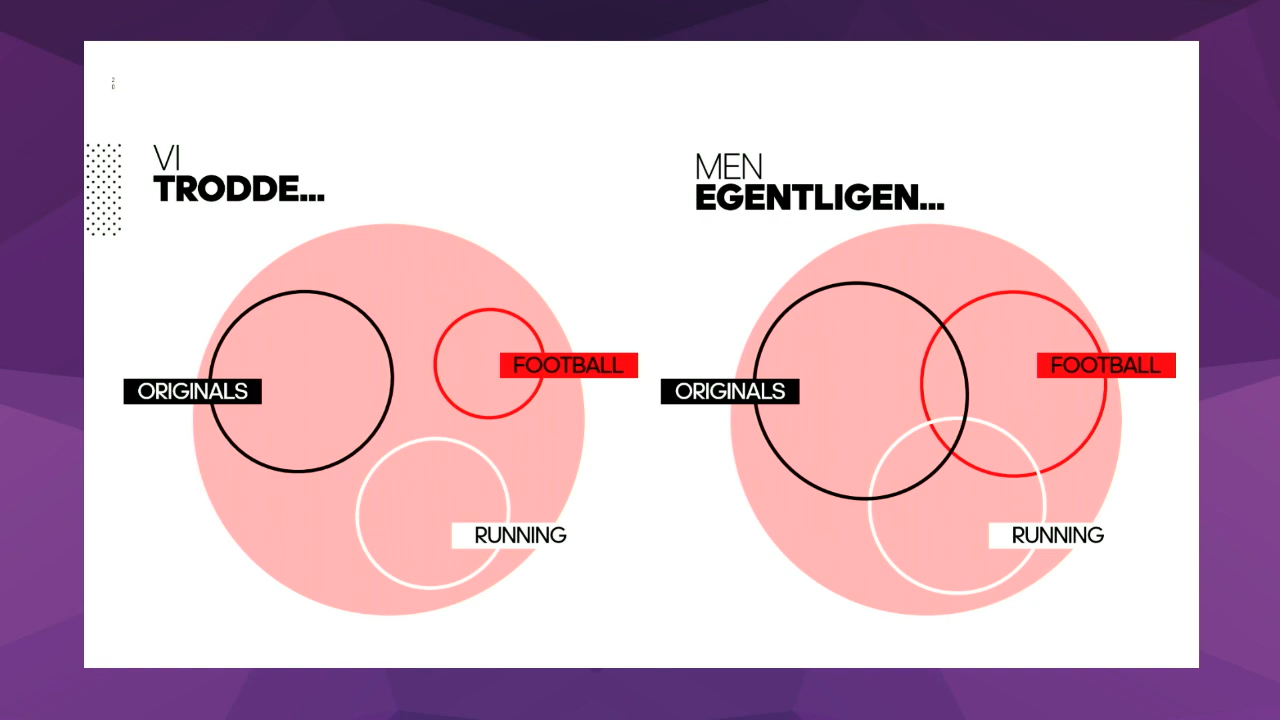 VI
TRODDE...
ORIGINALS
FOOTBALL
RUNNING
MEN
EGENTLIGEN...
ORIGINALS
FOOTBALL
RUNNING